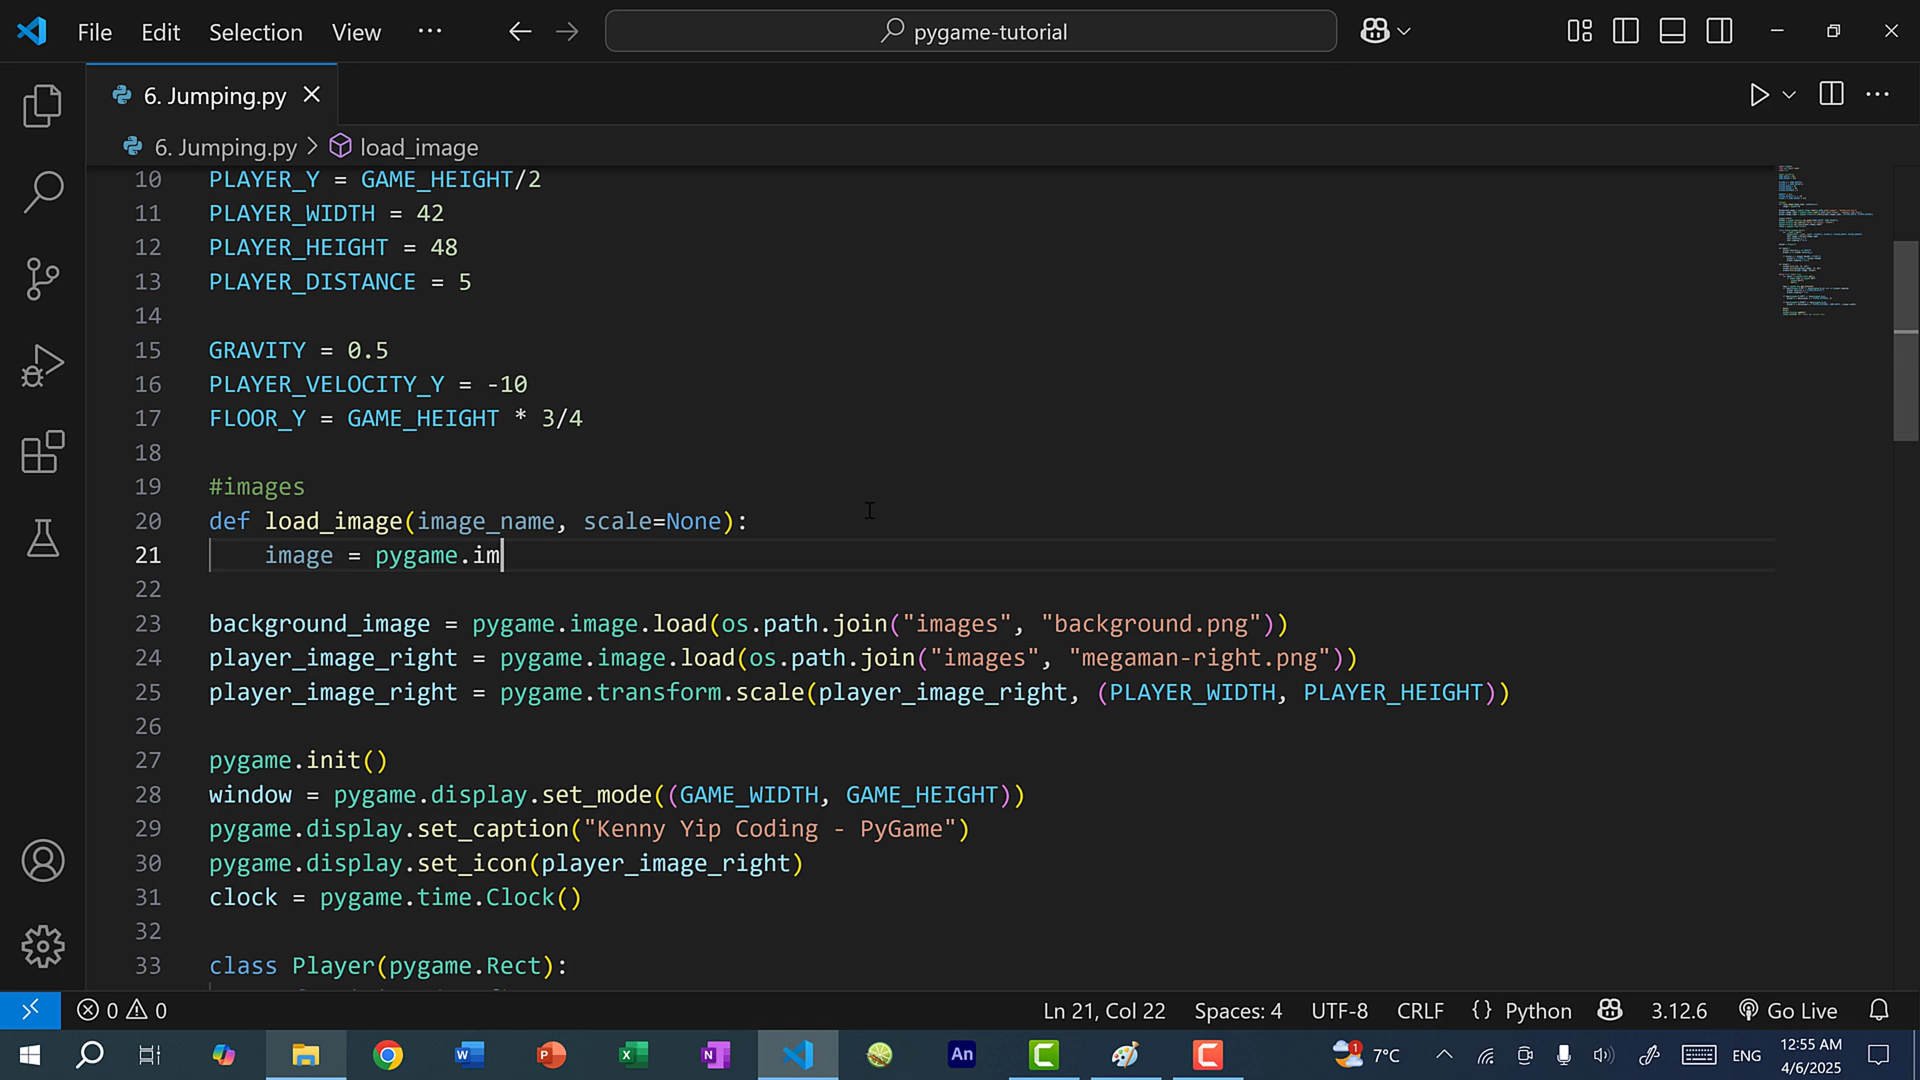 File Edit Selection View ··· pygame-tutorial
6. Jumping.py
6. Jumping.py > load_image
10 PLAYER_Y = GAME_HEIGHT/2
11 PLAYER_WIDTH = 42
12 PLAYER_HEIGHT = 48
13 PLAYER_DISTANCE = 5
14
15 GRAVITY = 0.5
16 PLAYER_VELOCITY_Y = -10
17 FLOOR_Y = GAME_HEIGHT * 3/4
18
19 #images
20 def load_image(image_name, scale=None):
21     image = pygame.im
22
23 background_image = pygame.image.load(os.path.join("images", "background.png"))
24 player_image_right = pygame.image.load(os.path.join("images", "megaman-right.png"))
25 player_image_right = pygame.transform.scale(player_image_right, (PLAYER_WIDTH, PLAYER_HEIGHT))
26
27 pygame.init()
28 window = pygame.display.set_mode((GAME_WIDTH, GAME_HEIGHT))
29 pygame.display.set_caption("Kenny Yip Coding - PyGame")
30 pygame.display.set_icon(player_image_right)
31 clock = pygame.time.Clock()
32
33 class Player(pygame.Rect):
0 0 Ln 21, Col 22 Spaces: 4 UTF-8 CRLF {} Python 3.12.6 Go Live
W P X N An C C 1 7°C ENG 12:55 AM
4/6/2025